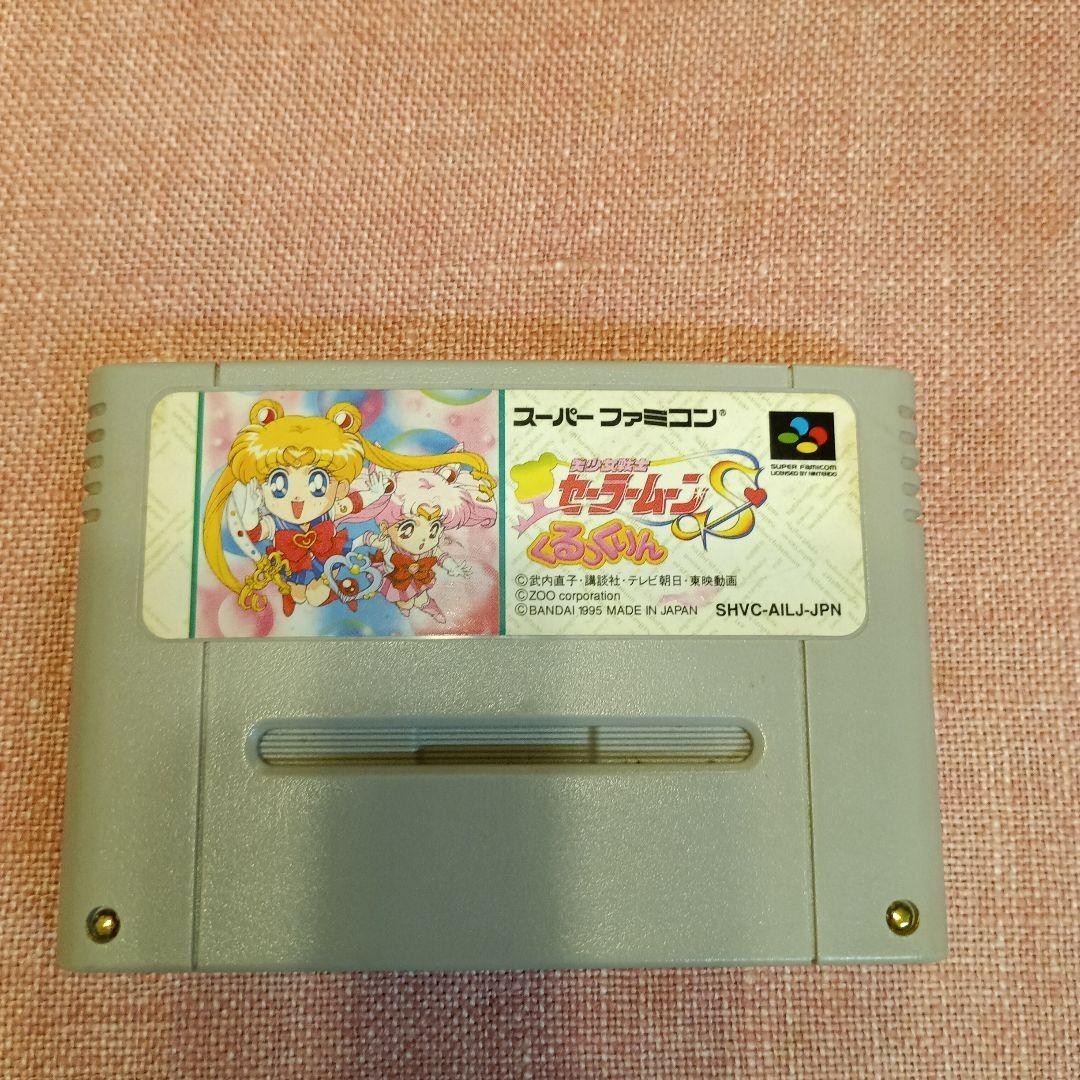 スーパーファミコン®
美少女戦士
セーラームーンS
くるっくりん
SUPER FAMICOM
LICENSED BY NINTENDO
©武内直子・講談社・テレビ朝日・東映動画
©ZOO corporation
©BANDAI 1995 MADE IN JAPAN SHVC-AILJ-JPN